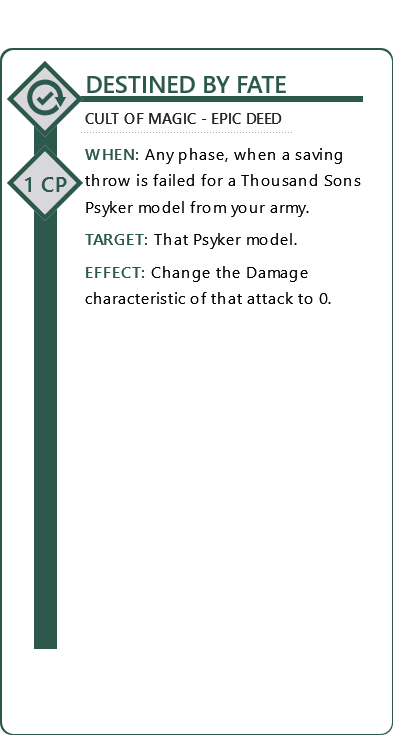 DESTINED BY FATE
CULT OF MAGIC - EPIC DEED
1 CP
WHEN: Any phase, when a saving
throw is failed for a Thousand Sons
Psyker model from your army.
TARGET: That Psyker model.
EFFECT: Change the Damage
characteristic of that attack to 0.